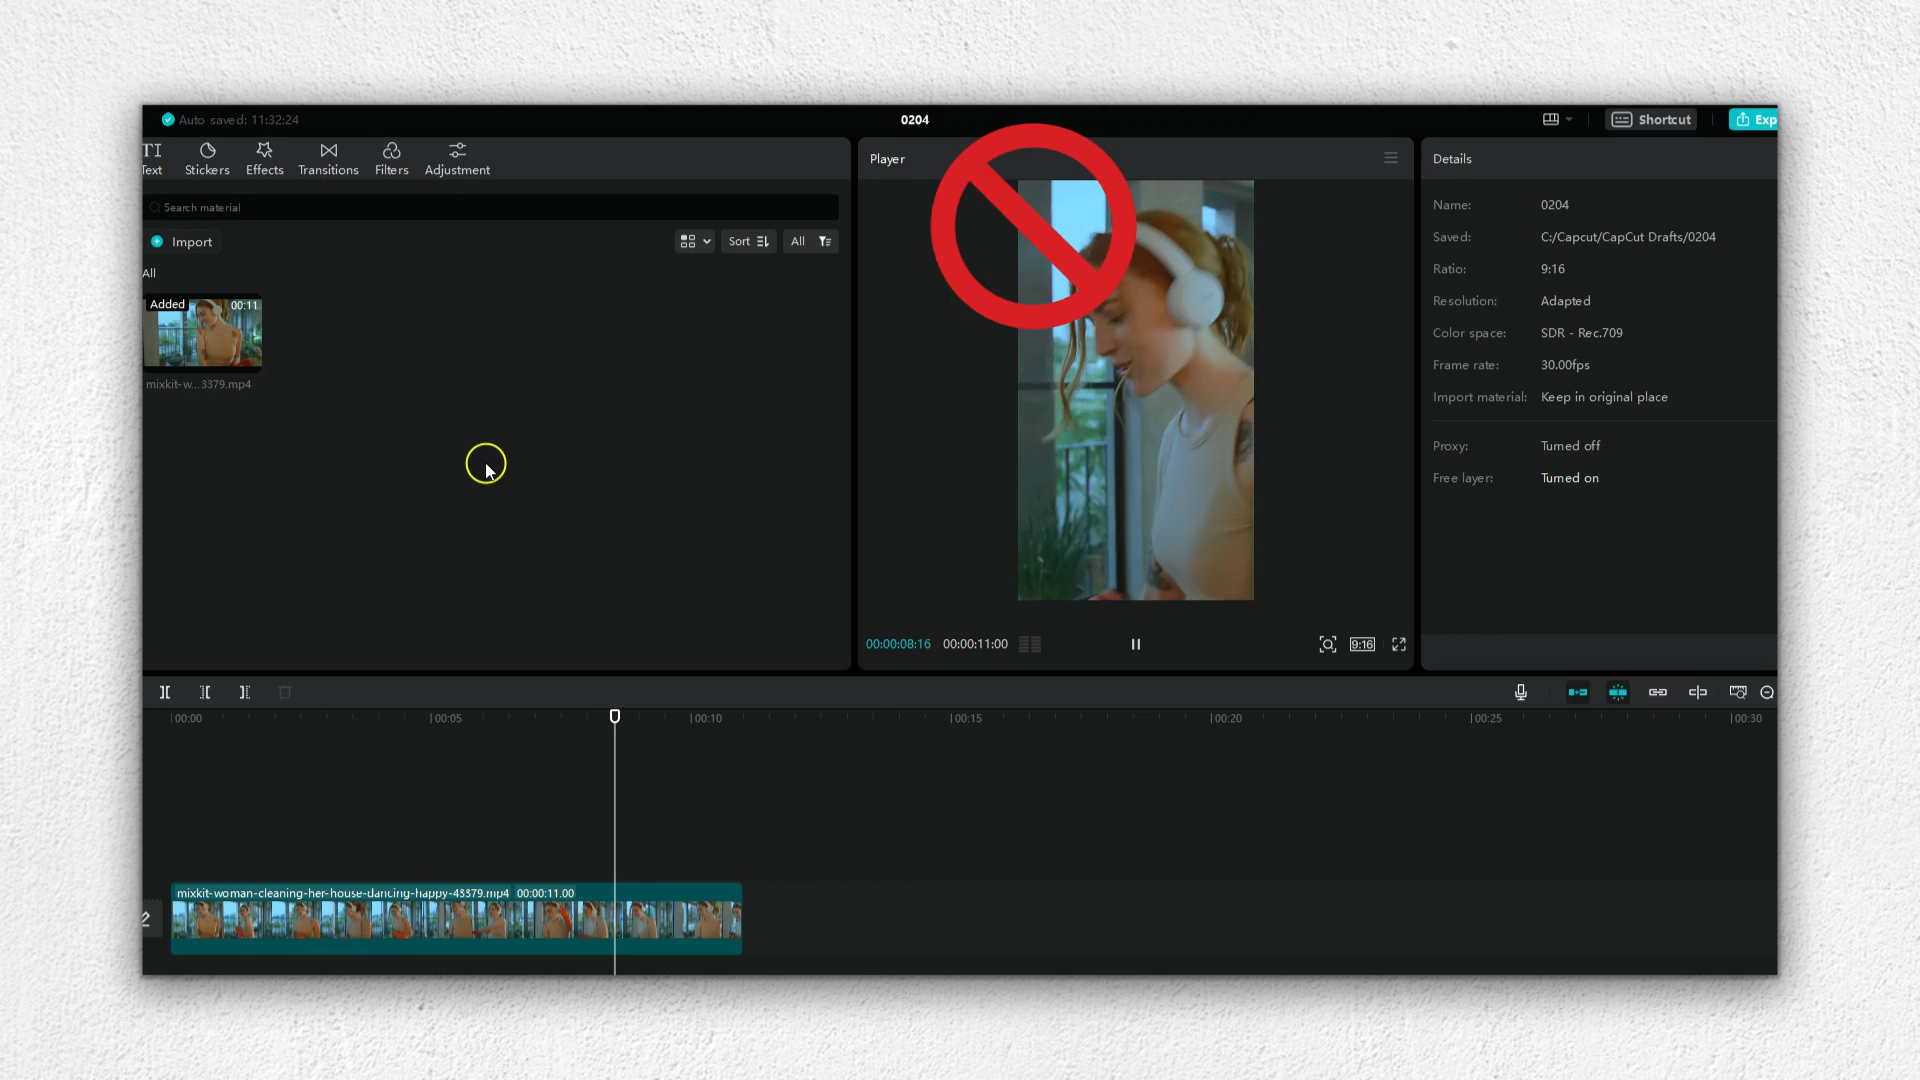 Auto saved: 11:32:24
0204
Shortcut
Exp
Text
Stickers
Effects
Transitions
Filters
Adjustment
Search material
Import
Sort
All
All
Added
00:11
mixkit-w...3379.mp4
Player
00:00:08:16
00:00:11:00
9:16
Details
Name: 0204
Saved: C:/Capcut/CapCut Drafts/0204
Ratio: 9:16
Resolution: Adapted
Color space: SDR - Rec.709
Frame rate: 30.00fps
Import material: Keep in original place
Proxy: Turned off
Free layer: Turned on
00:00
00:05
00:10
00:15
00:20
00:25
00:30
mixkit-woman-cleaning-her-house-dancing-happy-43379.mp4 00:00:11.00